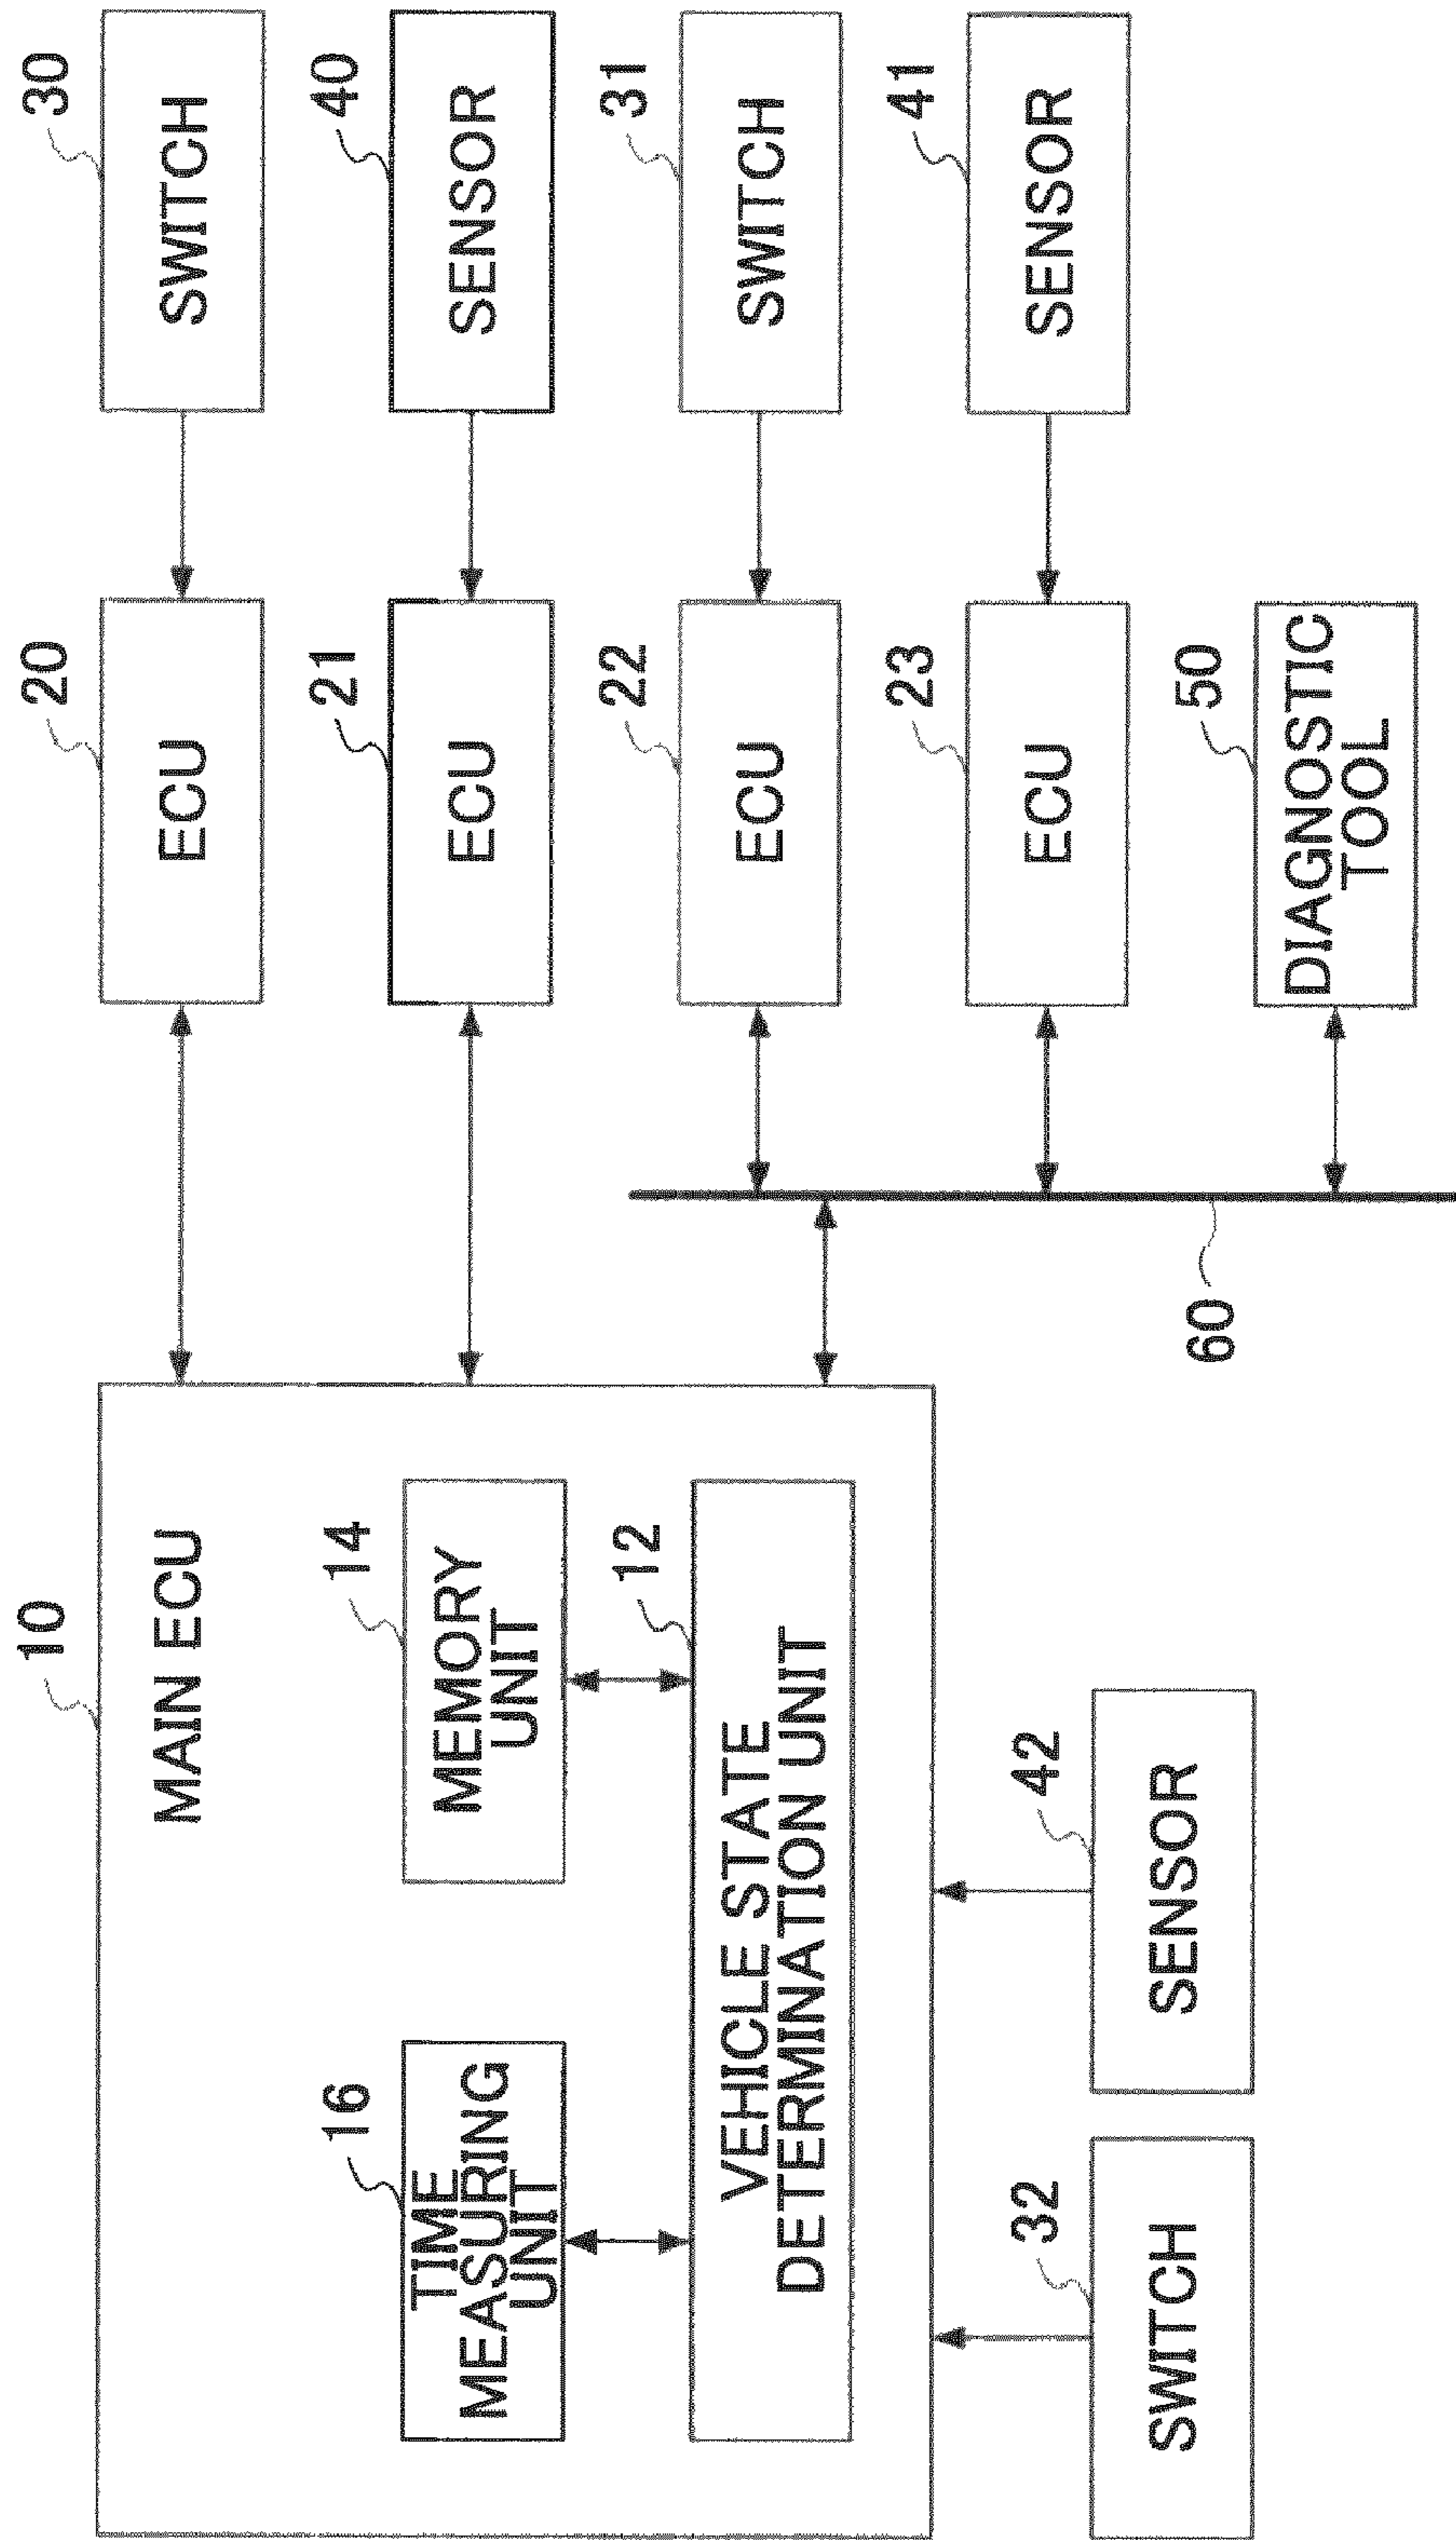 10
MAIN ECU
16
TIME
MEASURING
UNIT
14
MEMORY
UNIT
12
VEHICLE STATE
DETERMINATION UNIT
32
SWITCH
42
SENSOR
20
ECU
30
SWITCH
21
ECU
40
SENSOR
22
ECU
31
SWITCH
23
ECU
41
SENSOR
50
DIAGNOSTIC
TOOL
60